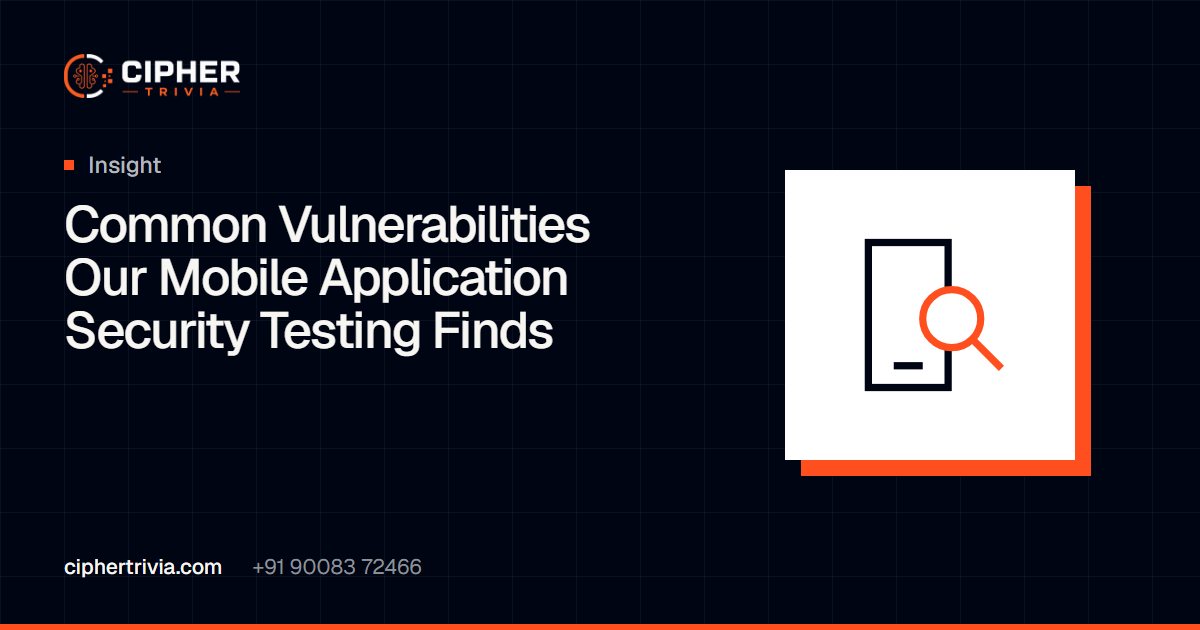 CIPHER
TRIVIA
Insight
Common Vulnerabilities
Our Mobile Application
Security Testing Finds
ciphertrivia.com +91 90083 72466